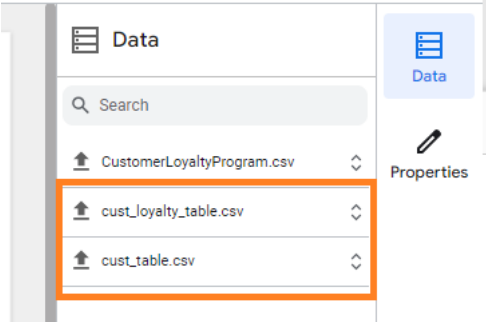 Data
Search
CustomerLoyaltyProgram.csv
cust_loyalty_table.csv
cust_table.csv
Data
Properties